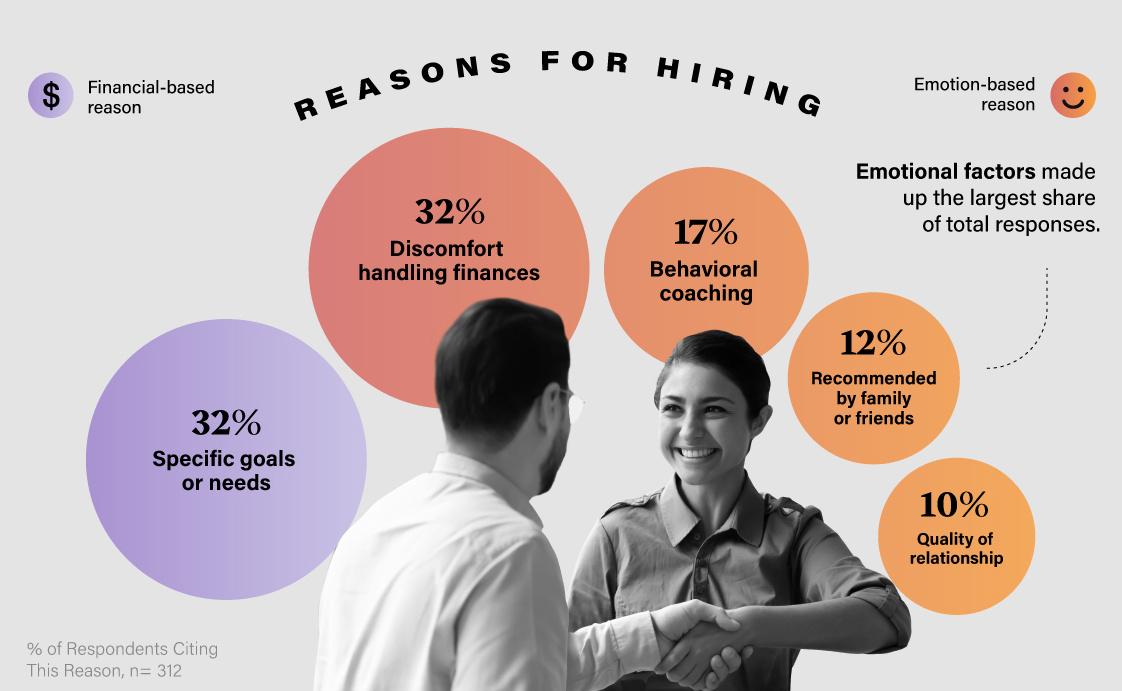 REASONS FOR HIRING
$
Financial-based
reason
Emotion-based
reason
Emotional factors made
up the largest share
of total responses.
32%
Discomfort
handling finances
17%
Behavioral
coaching
12%
Recommended
by family
or friends
32%
Specific goals
or needs
10%
Quality of
relationship
% of Respondents Citing
This Reason, n= 312